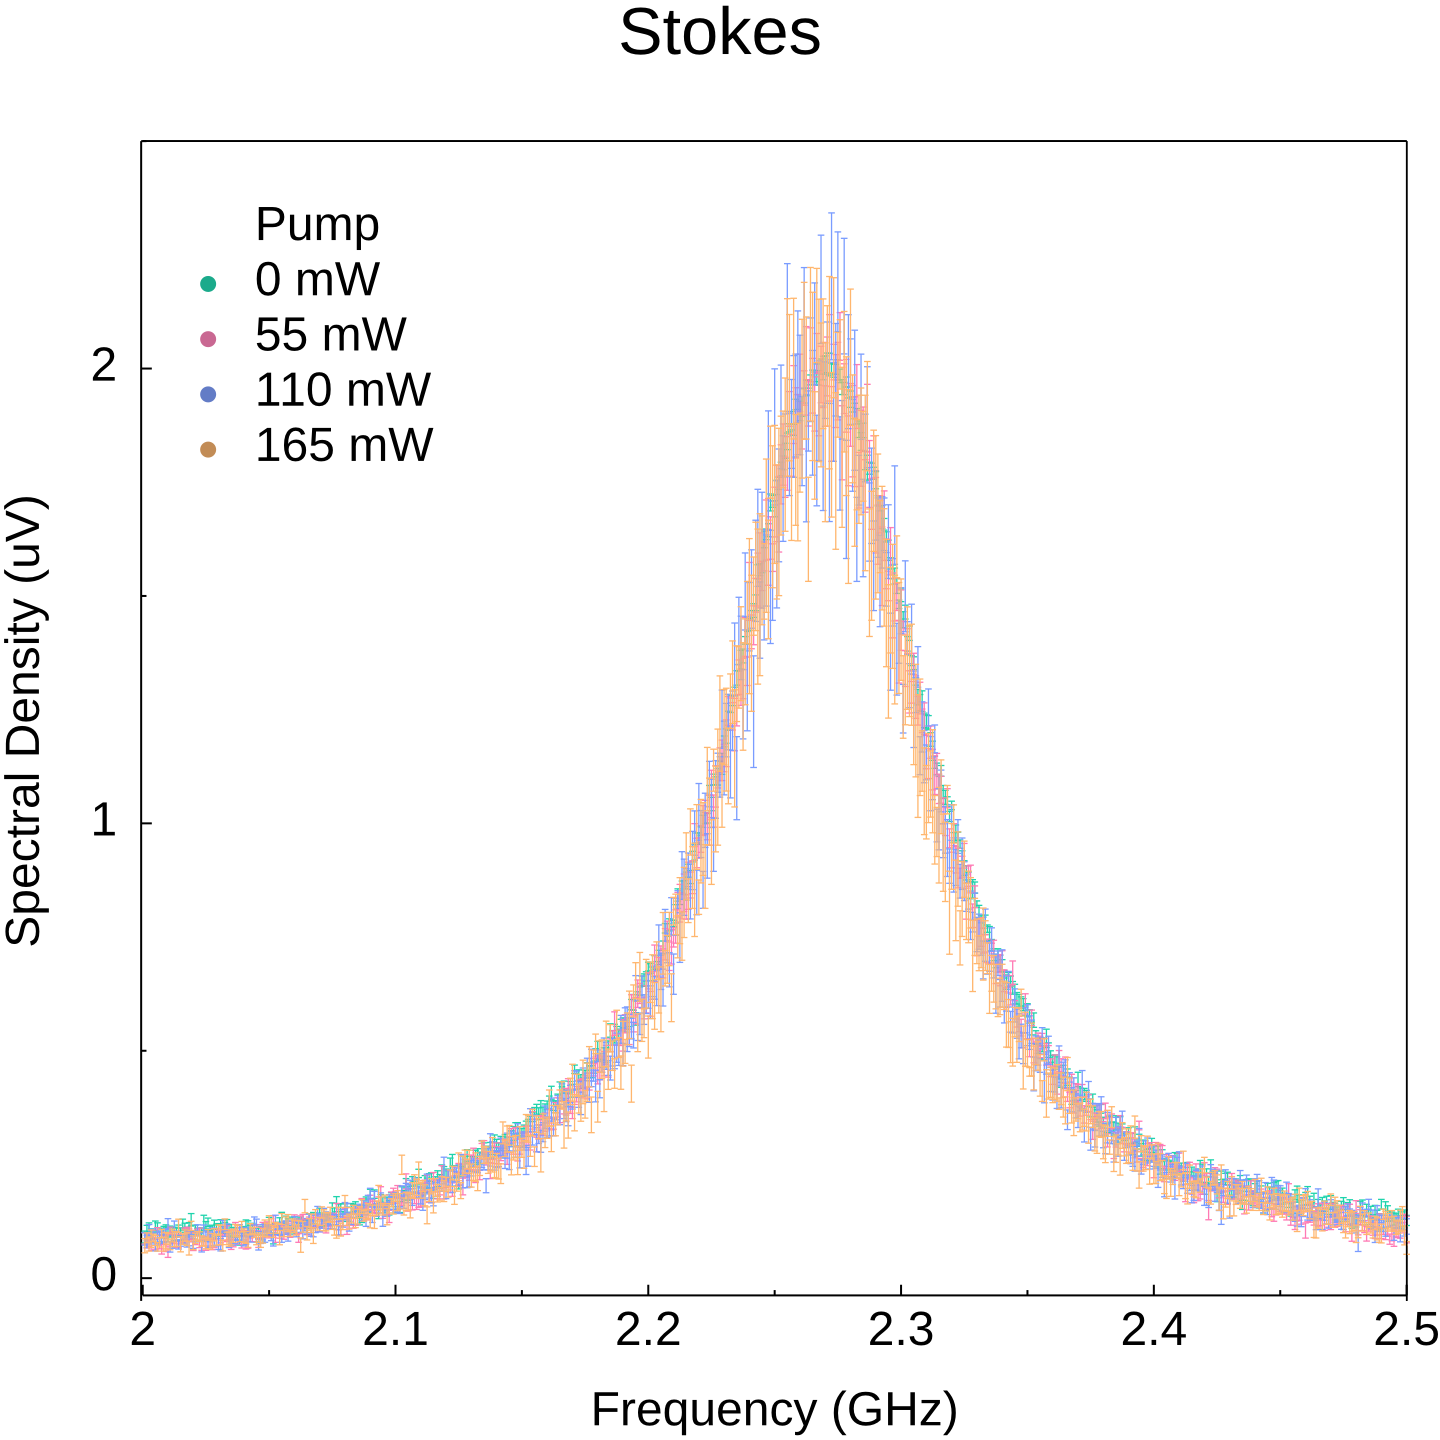 Stokes
Pump
0 mW
55 mW
110 mW
165 mW
Spectral Density (uV)
2
1
0
2 2.1 2.2 2.3 2.4 2.5
Frequency (GHz)